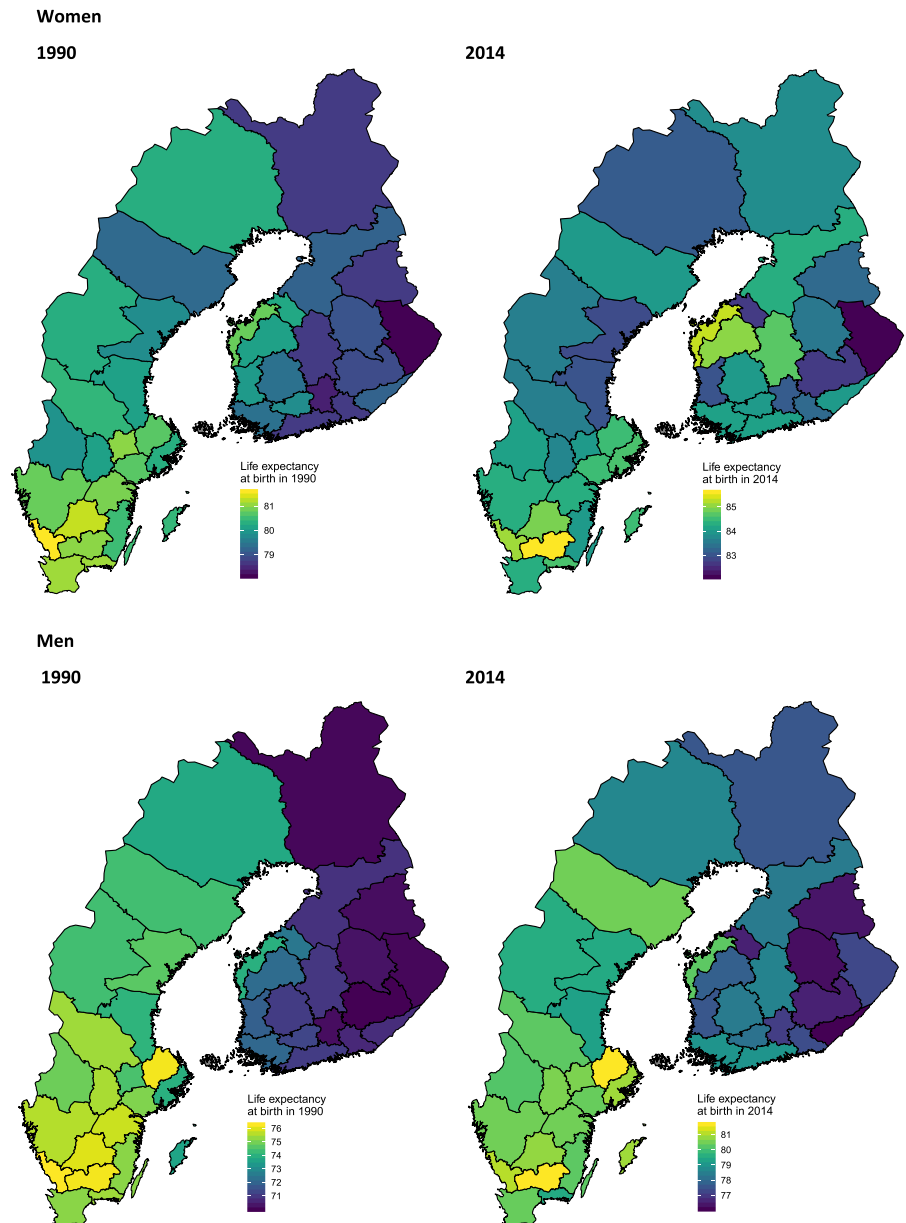 Women
1990
2014
Life expectancy
at birth in 1990
81
80
79
Life expectancy
at birth in 2014
85
84
83
Men
1990
2014
Life expectancy
at birth in 1990
76
75
74
73
72
71
Life expectancy
at birth in 2014
81
80
79
78
77